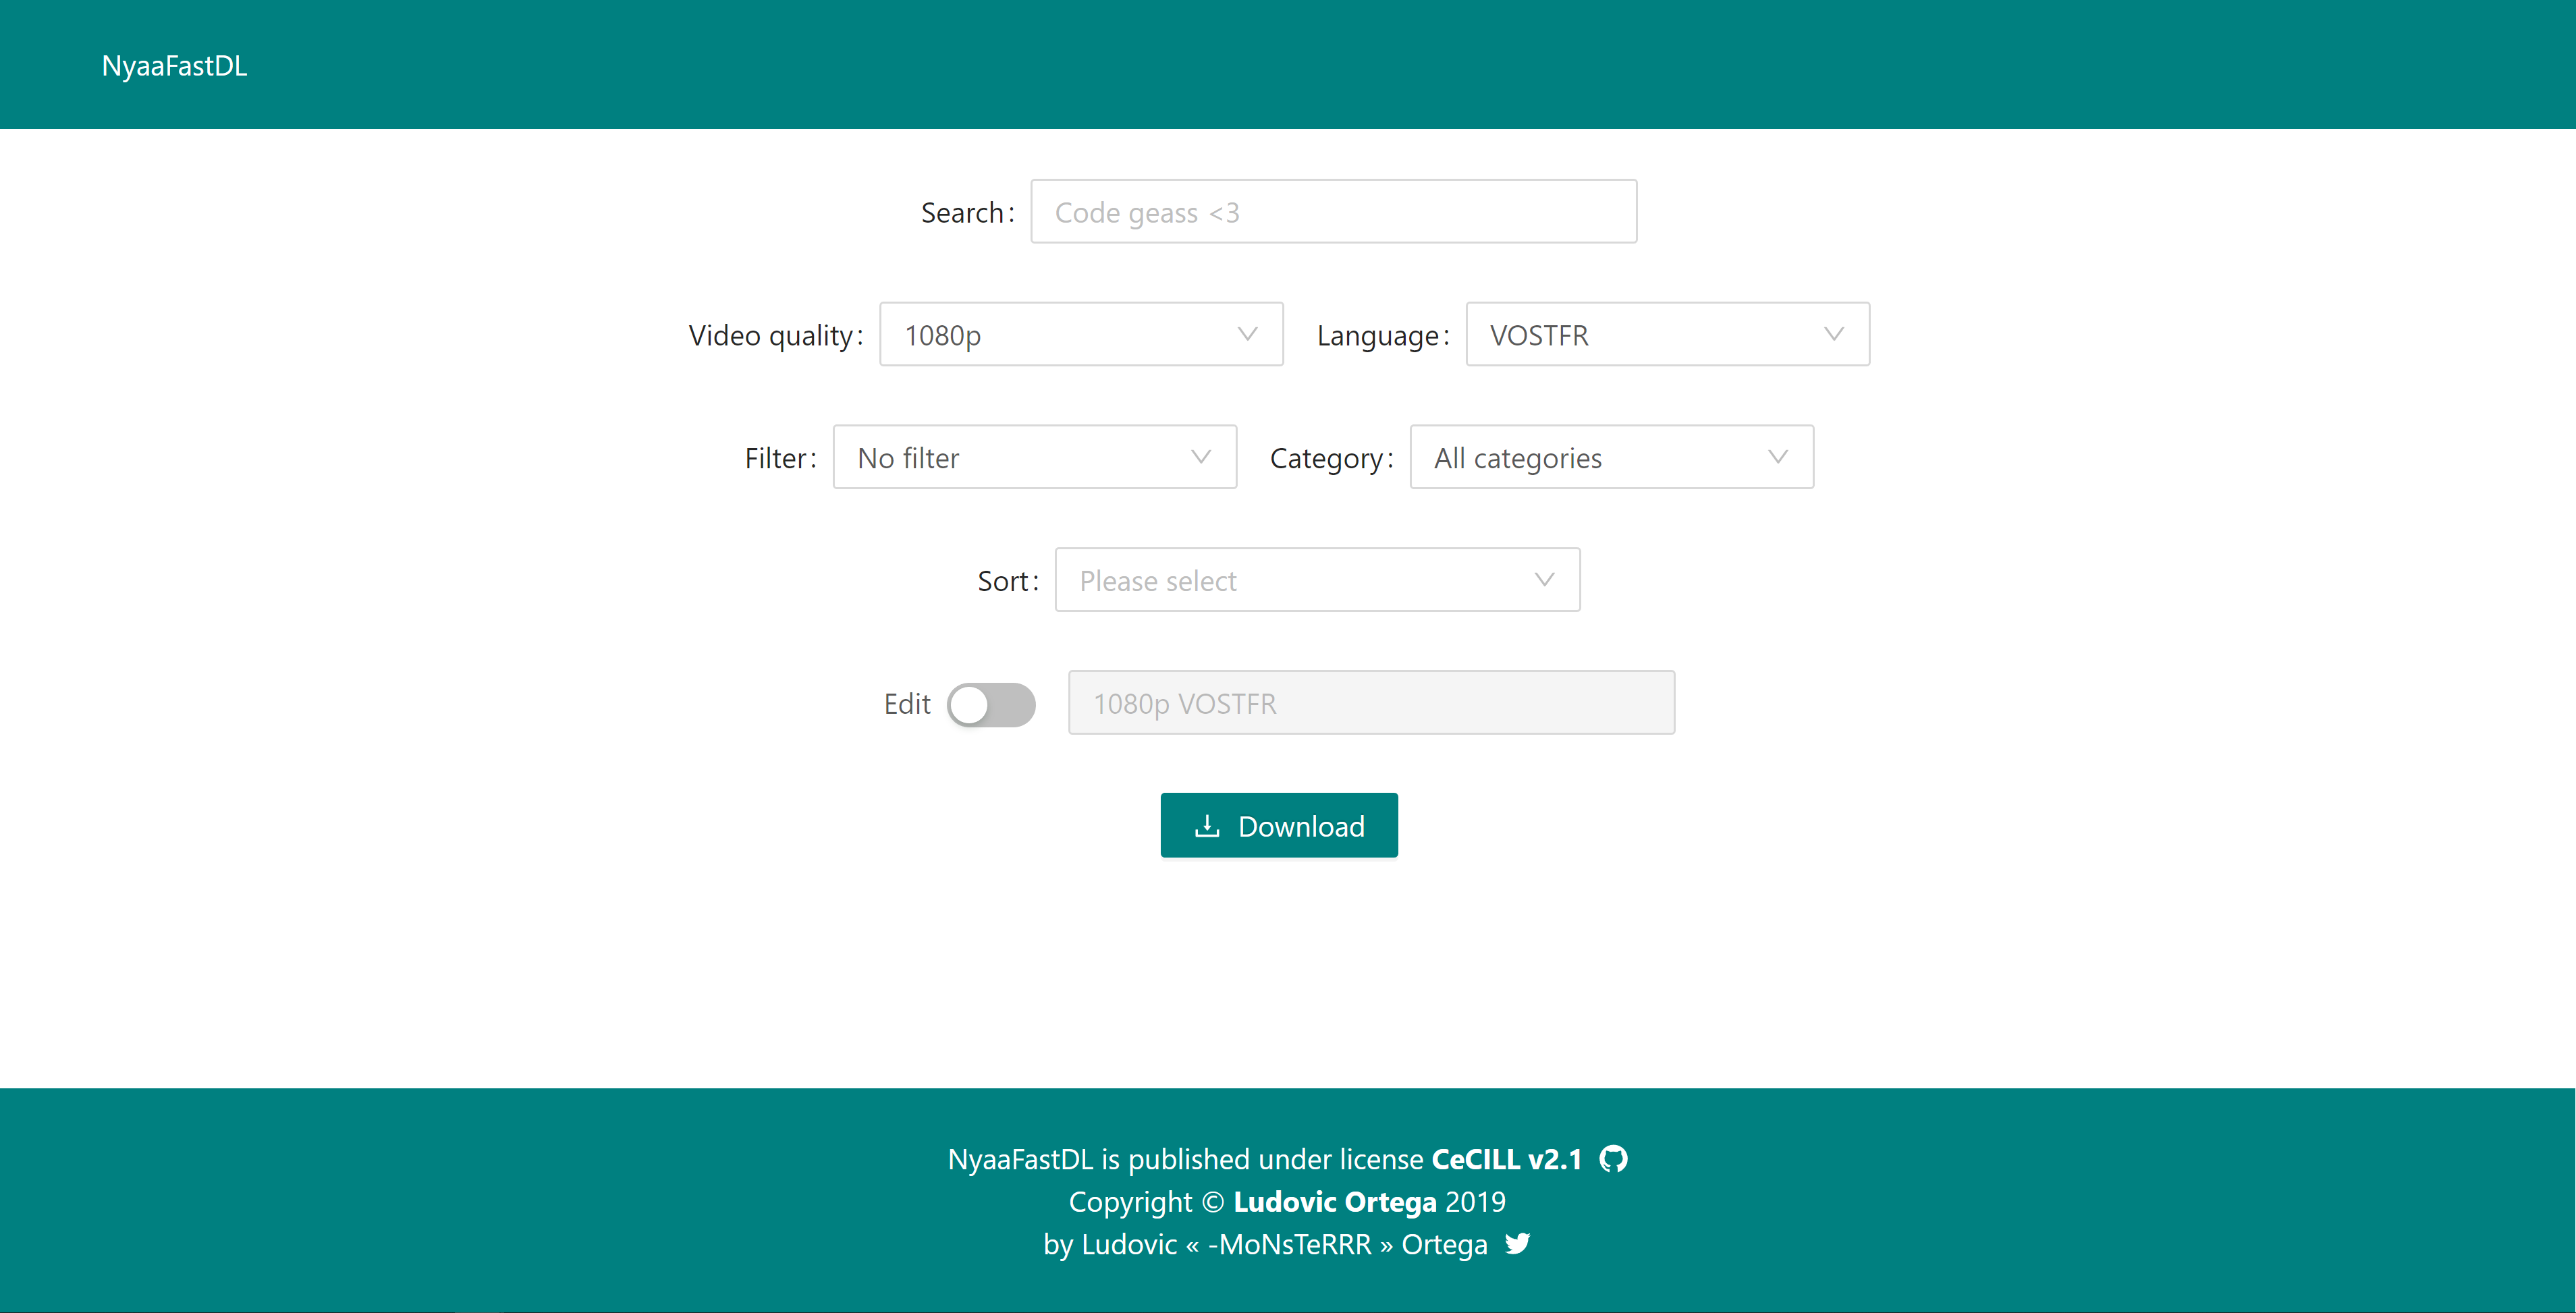 NyaaFastDL
Search: Code geass <3
Video quality: 1080p Language: VOSTFR
Filter: No filter Category: All categories
Sort: Please select
Edit 1080p VOSTFR
Download
NyaaFastDL is published under license CeCILL v2.1
Copyright © Ludovic Ortega 2019
by Ludovic « -MoNsTeRRR » Ortega